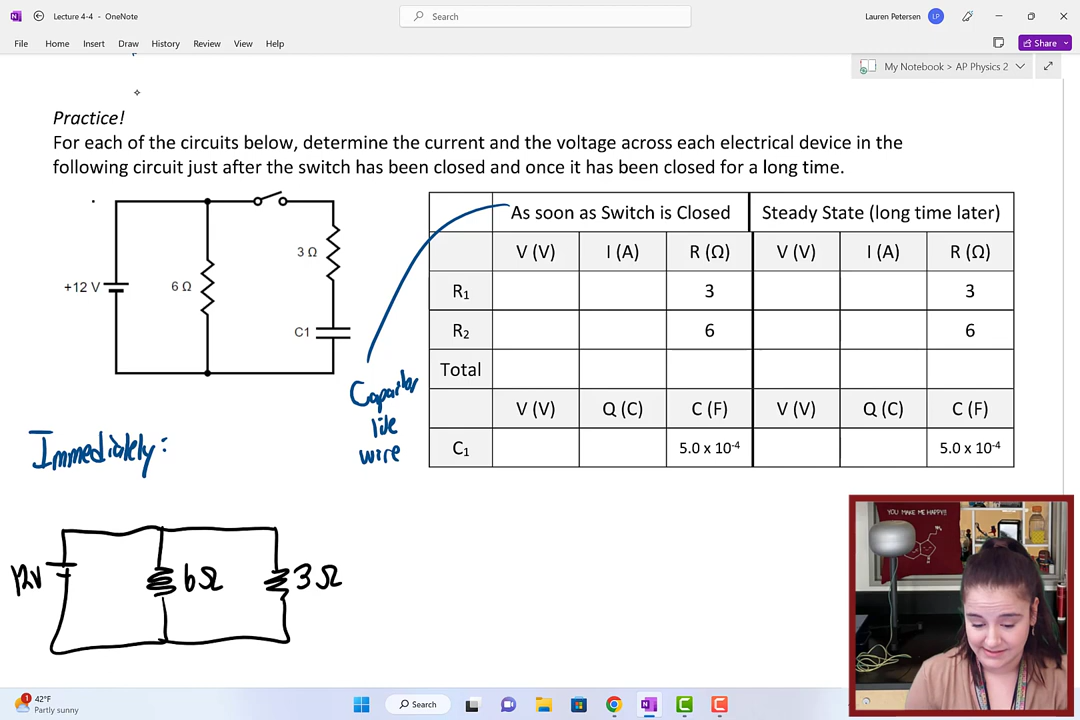 Lecture 4-4 - OneNote
Search
Lauren Petersen
LP
File Home Insert Draw History Review View Help
Share
My Notebook > AP Physics 2
Practice!
For each of the circuits below, determine the current and the voltage across each electrical device in the
following circuit just after the switch has been closed and once it has been closed for a long time.
As soon as Switch is Closed Steady State (long time later)
V (V) I (A) R (Ω) V (V) I (A) R (Ω)
R1 3 3
R2 6 6
Total
V (V) Q (C) C (F) V (V) Q (C) C (F)
C1 5.0 x 10-4 5.0 x 10-4
+12 V
6 Ω
3 Ω
C1
Capacitor
like
wire
Immediately:
12V
6Ω
3Ω
YOU MAKE ME HAPPY!!
1
42°F
Partly sunny
Search